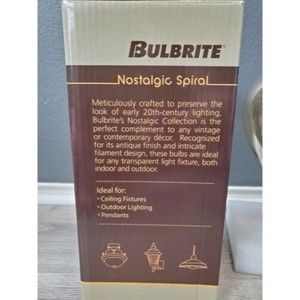 BULBRITE®
Nostalgic Spiral
Meticulously crafted to preserve the
look of early 20th-century lighting,
Bulbrite's Nostalgic Collection is the
perfect complement to any vintage
or contemporary décor. Recognized
for its antique finish and intricate
filament design, these bulbs are ideal
for any transparent light fixture, both
indoor and outdoor.
Ideal for:
• Ceiling Fixtures
• Outdoor Lighting
• Pendants